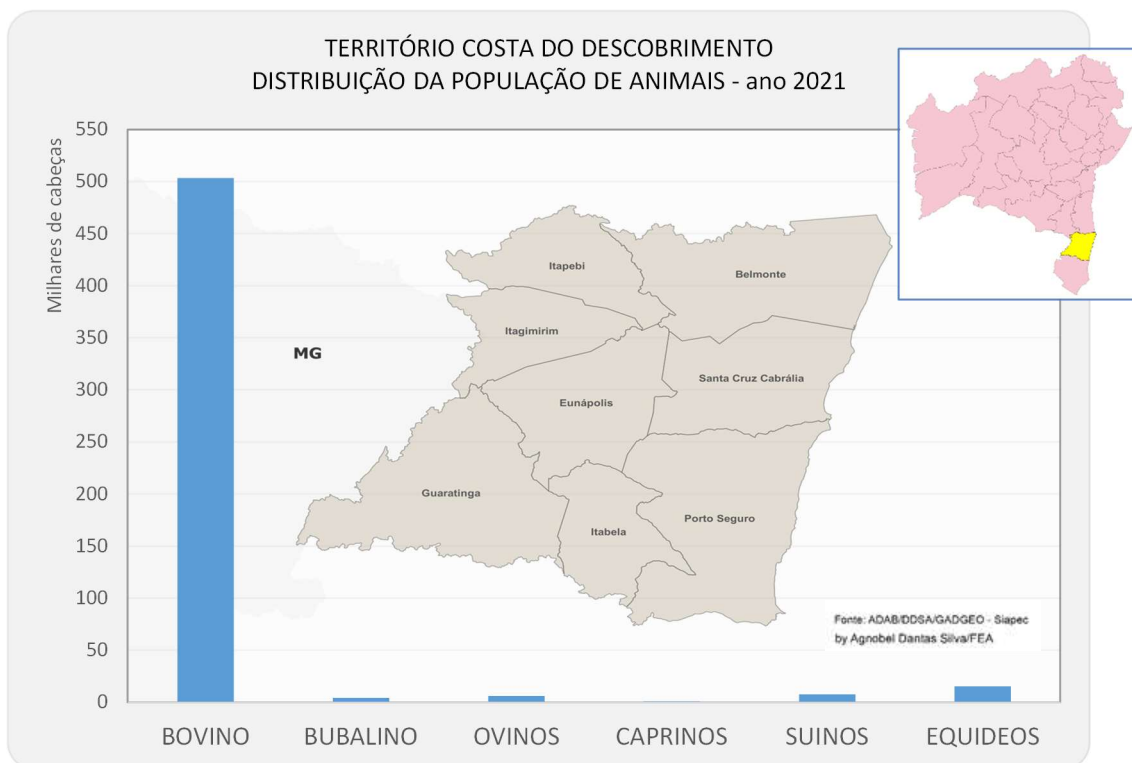 TERRITÓRIO COSTA DO DESCOBRIMENTO
DISTRIBUIÇÃO DA POPULAÇÃO DE ANIMAIS - ano 2021
Milhares de cabeças
550
500
450
400
350
300
250
200
150
100
50
0
MG
Itapebi
Belmonte
Itagimirim
Santa Cruz Cabrália
Eunápolis
Guaratinga
Porto Seguro
Itabela
Fonte: ADAB/DDSA/GADGEO - Siapec
by Agnobel Dantas Silva/FEA
BOVINO BUBALINO OVINOS CAPRINOS SUINOS EQUIDEOS